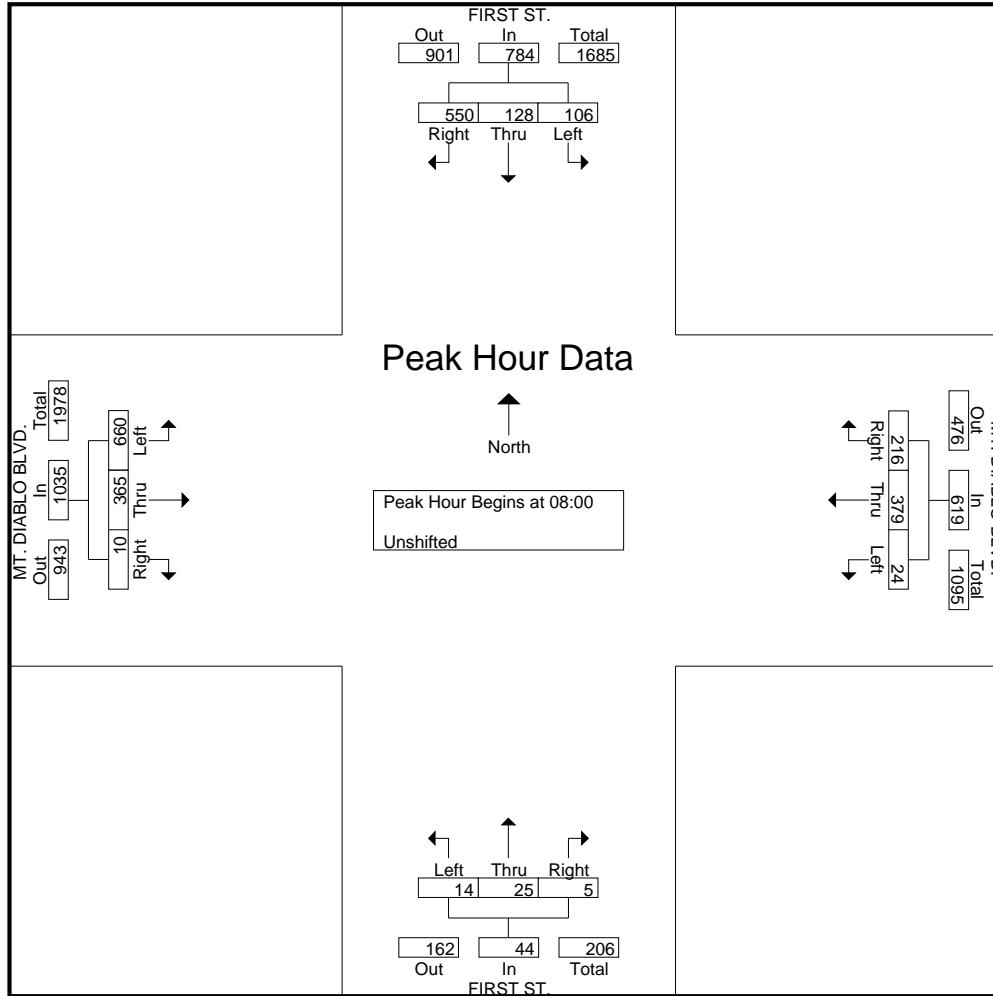 FIRST ST.
Out In Total
901 784 1685
550 128 106
Right Thru Left
Peak Hour Data
North
Peak Hour Begins at 08:00
Unshifted
MT. DIABLO BLVD.
Out In Total
943 1035 1978
10 365 660
Right Thru Left
Out In Total
476 619 1095
216 379 24
Right Thru Left
Left Thru Right
14 25 5
162 44 206
Out In Total
FIRST ST.